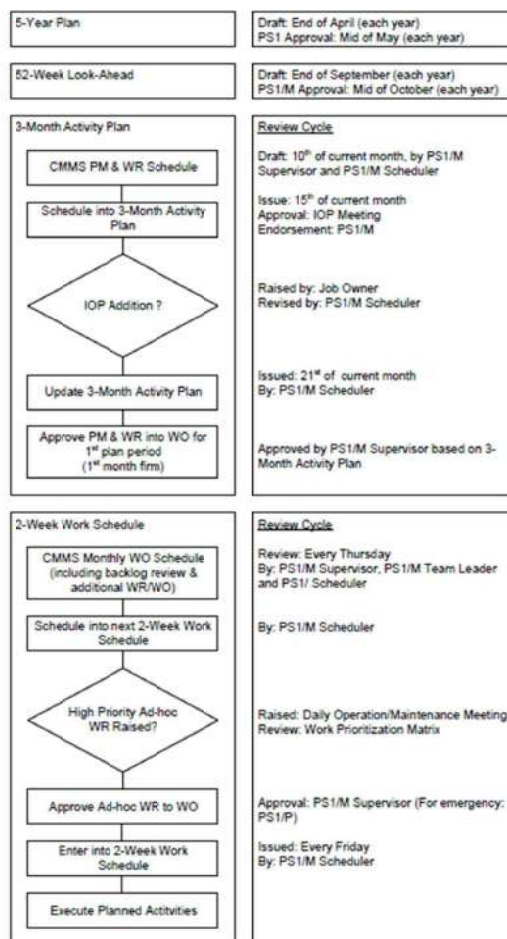 5-Year Plan
Draft: End of April (each year)
PS1 Approval: Mid of May (each year)
52-Week Look-Ahead
Draft: End of September (each year)
PS1/M Approval: Mid of October (each year)
3-Month Activity Plan
CMMS PM & WR Schedule
Schedule into 3-Month Activity
Plan
IOP Addition ?
Update 3-Month Activity Plan
Approve PM & WR into WO for
1st plan period
(1st month firm)
Review Cycle
Draft: 10th of current month, by PS1/M
Supervisor and PS1/M Scheduler
Issue: 15th of current month
Approval: IOP Meeting
Endorsement: PS1/M
Raised by: Job Owner
Revised by: PS1/M Scheduler
Issued: 21st of current month
By: PS1/M Scheduler
Approved by PS1/M Supervisor based on 3-
Month Activity Plan
2-Week Work Schedule
CMMS Monthly WO Schedule
(including backlog review &
additional WR/WO)
Schedule into next 2-Week Work
Schedule
High Priority Ad-hoc
WR Raised?
Approve Ad-hoc WR to WO
Enter into 2-Week Work
Schedule
Execute Planned Actitvities
Review Cycle
Review: Every Thursday
By: PS1/M Supervisor, PS1/M Team Leader
and PS1/ Scheduler
By: PS1/M Scheduler
Raised: Daily Operation/Maintenance Meeting
Review: Work Prioritization Matrix
Approval: PS1/M Supervisor (For emergency:
PS1/P)
Issued: Every Friday
By: PS1/M Scheduler